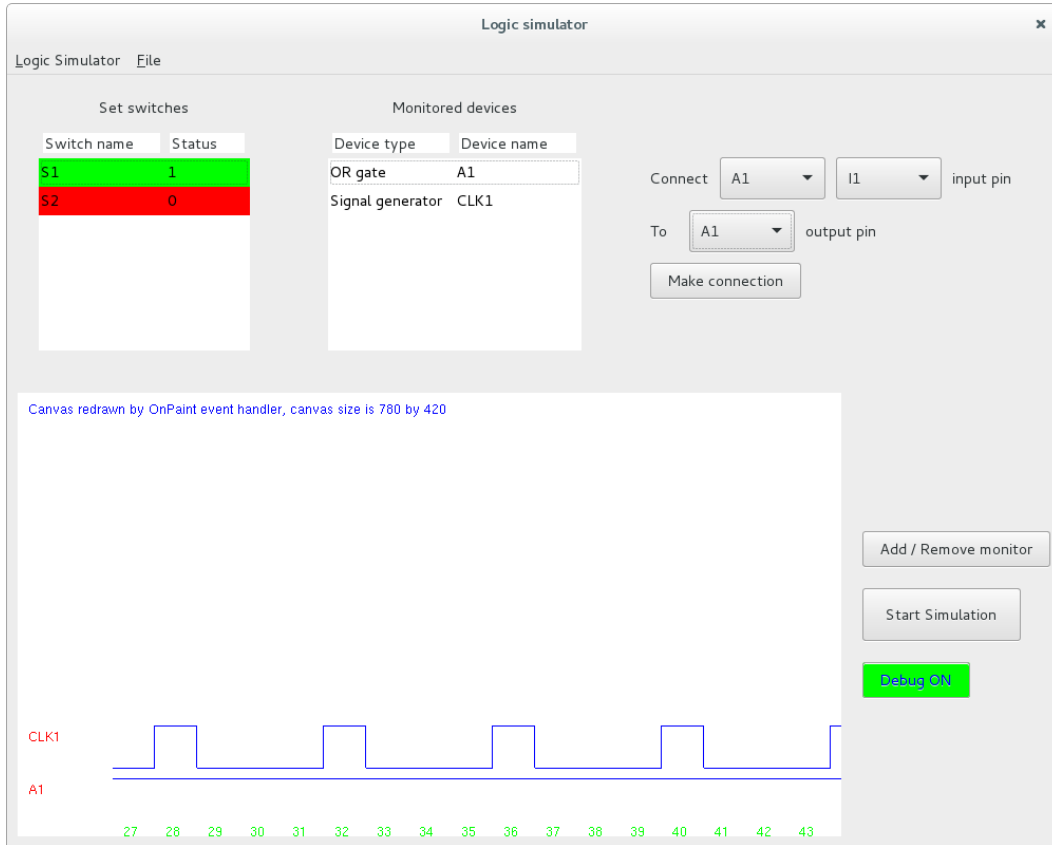 Logic simulator
Logic Simulator File
Set switches
Switch name Status
S1 1
S2 0
Monitored devices
Device type Device name
OR gate A1
Signal generator CLK1
Connect A1 I1 input pin
To A1 output pin
Make connection
Canvas redrawn by OnPaint event handler, canvas size is 780 by 420
Add / Remove monitor
Start Simulation
Debug ON
CLK1
A1
27 28 29 30 31 32 33 34 35 36 37 38 39 40 41 42 43